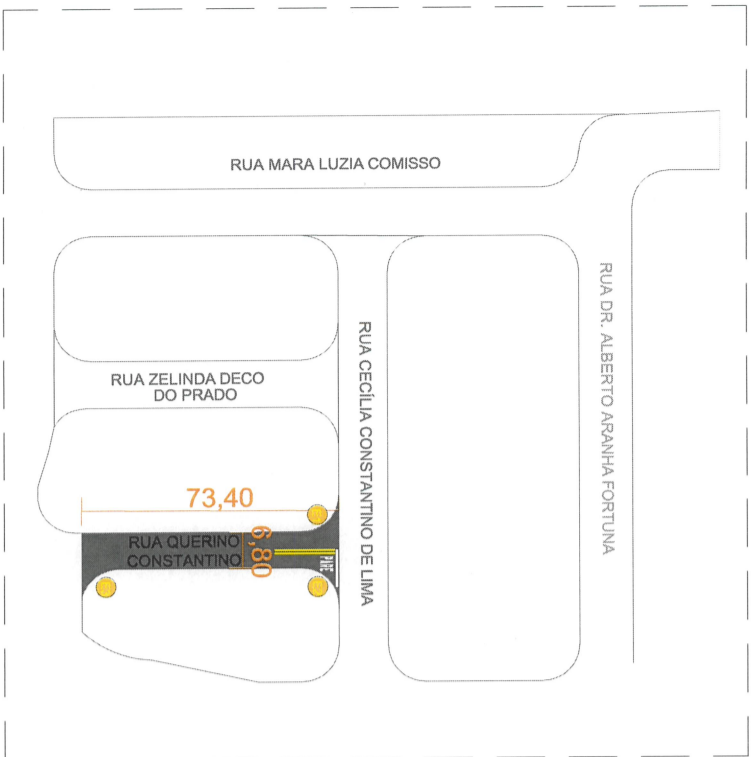 RUA MARA LUZIA COMISSO
RUA DR. ALBERTO ARANHA FORTUNA
RUA CECÍLIA CONSTANTINO DE LIMA
RUA ZELINDA DECO
DO PRADO
73,40
RUA QUERINO
CONSTANTINO
6,80